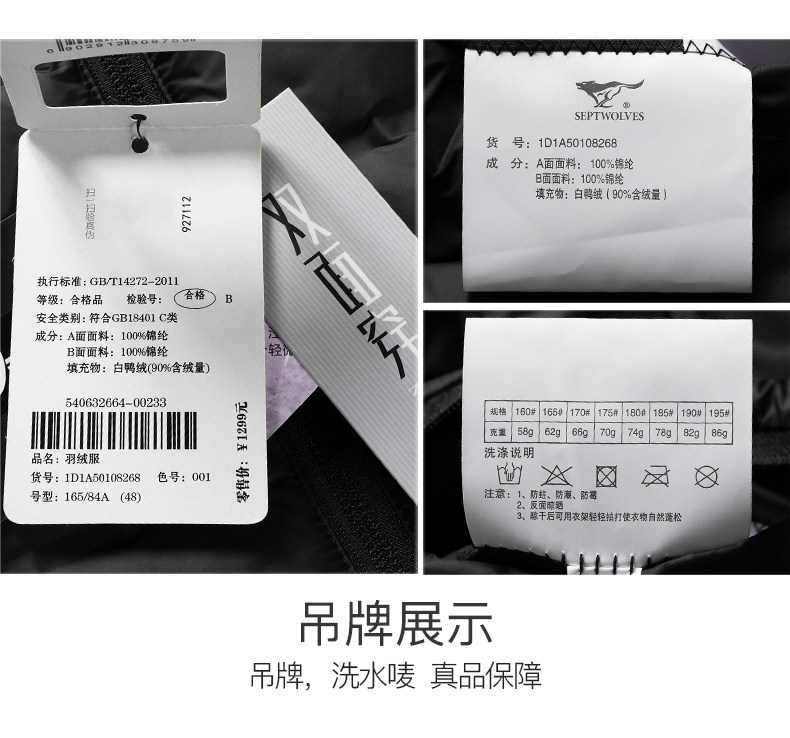 6902912309759
扫一扫验真伪
927112
执行标准: GB/T14272-2011
等级: 合格品 检验号: 合格 B
安全类别: 符合GB18401 C类
成分: A面面料: 100%锦纶
B面面料: 100%锦纶
填充物: 白鸭绒(90%含绒量)
540632664-00233
品名: 羽绒服
货号: 1D1A50108268 色号: 001
号型: 165/84A (48)
零售价: ¥1299元
双面
轻微
SEPTWOLVES ®
货 号: 1D1A50108268
成 分: A面面料: 100%锦纶
B面面料: 100%锦纶
填充物: 白鸭绒（90%含绒量）
规格 160# 165# 170# 175# 180# 185# 190# 195#
克重 58g 62g 66g 70g 74g 78g 82g 86g
洗涤说明
注意: 1、防蛀、防潮、防霉
2、反面晾晒
3、晾干后可用衣架轻轻拍打使衣物自然蓬松
吊牌展示
吊牌, 洗水唛 真品保障